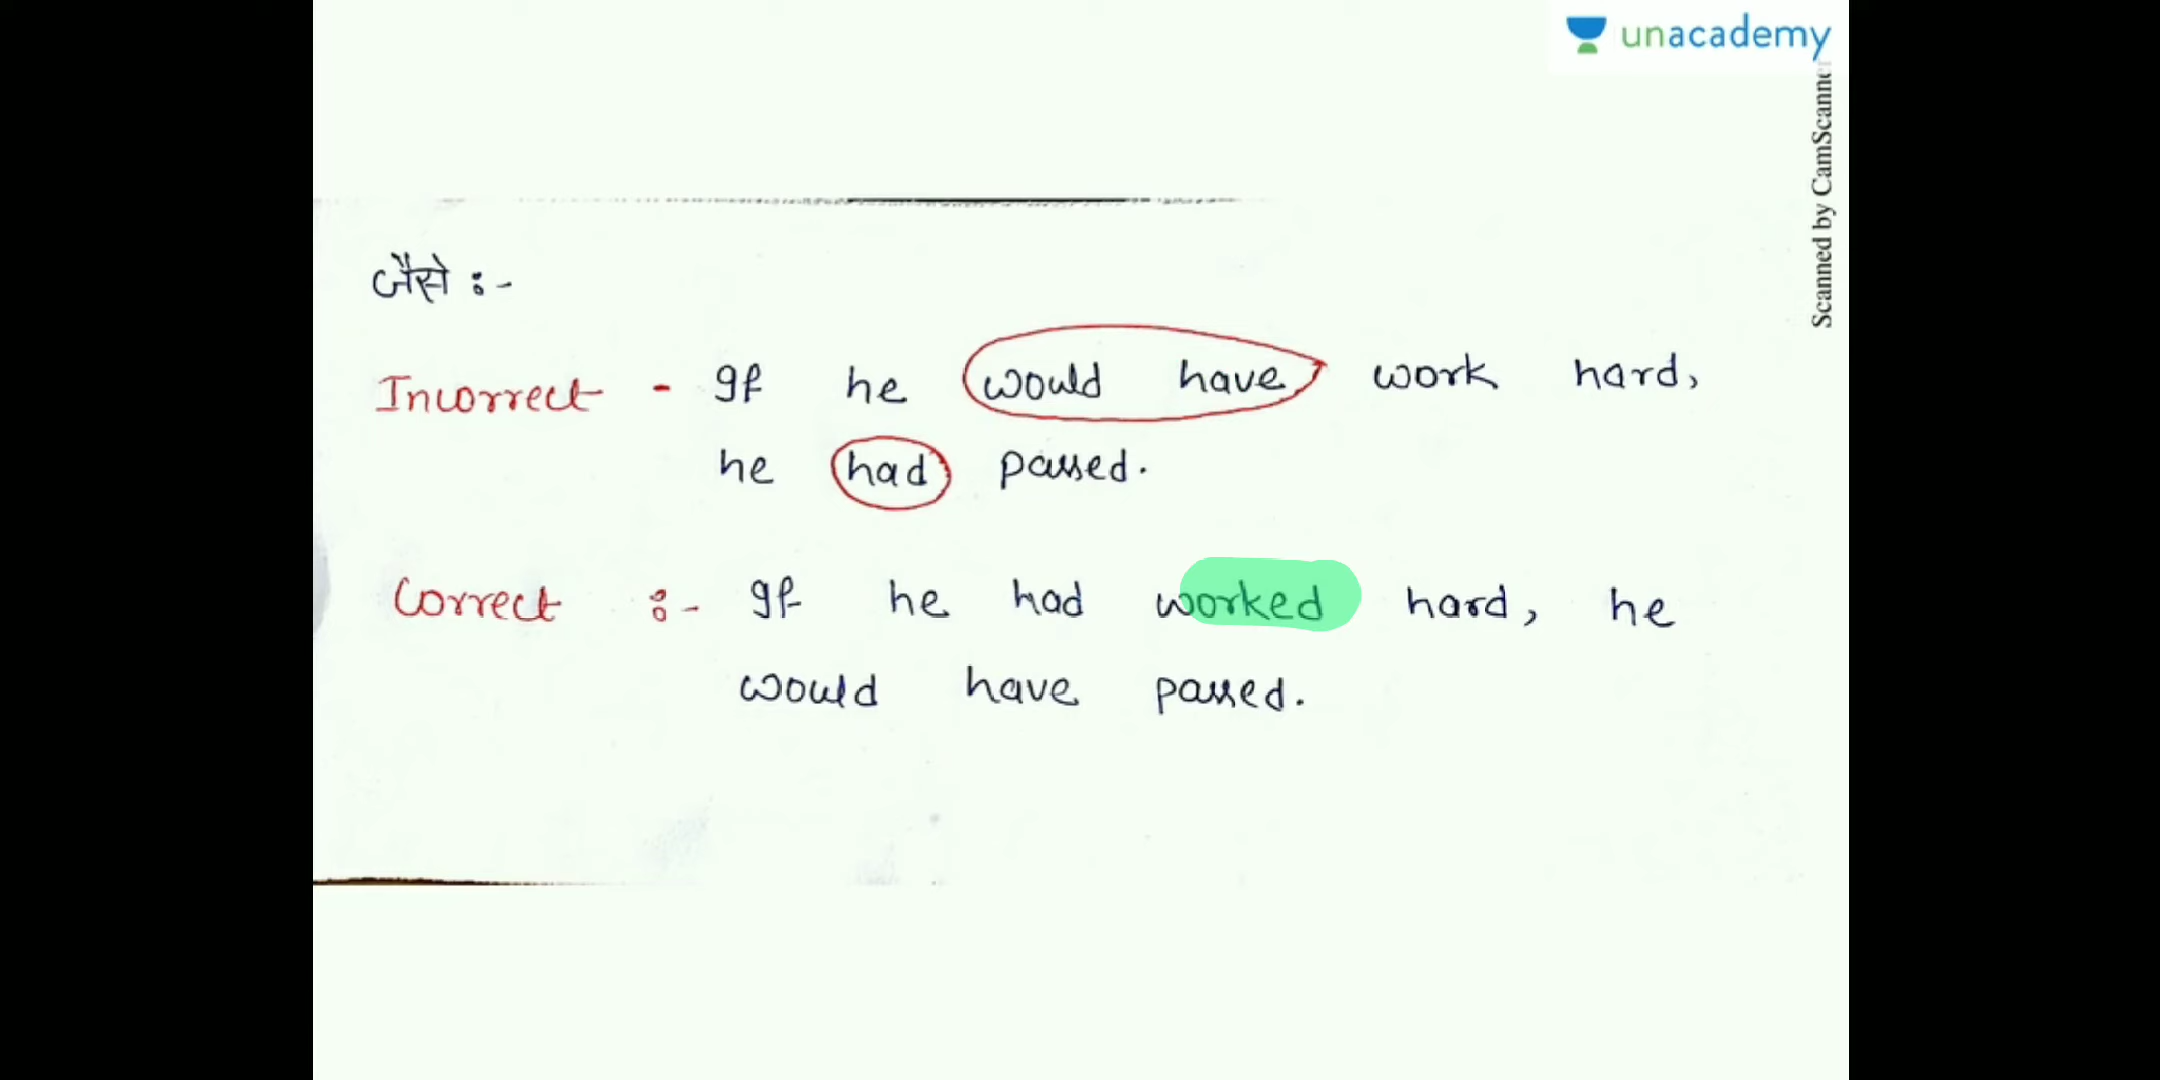 unacademy
Scanned by CamScanner
जैसे :-
Incorrect - If he would have work hard,
he had passed.
Correct :- If he had worked hard, he
would have passed.